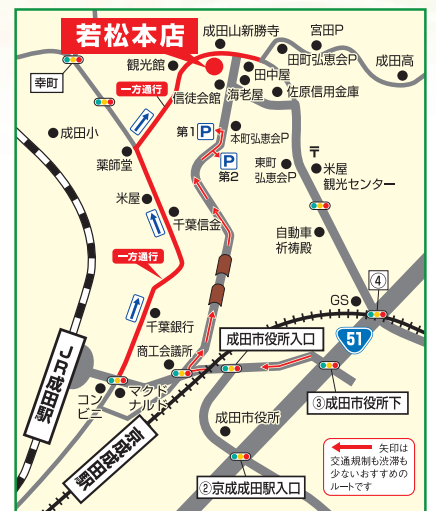 若松本店
成田山新勝寺
宮田P
田町弘恵会P
成田高
観光館
幸町
田中屋
一方通行
信徒会館
海老屋
佐原信用金庫
成田小
第1 P
本町弘恵会P
薬師堂
P
第2
東町
弘恵会P
〒
米屋
観光センター
米屋
千葉信金
自動車
祈祷殿
一方通行
④
GS
千葉銀行
51
成田市役所入口
商工会議所
JR成田駅
コン
ビニ
マクド
ナルド
③成田市役所下
成田市役所
京成成田駅
②京成成田駅入口
矢印は
交通規制も渋滞も
少ないおすすめの
ルートです